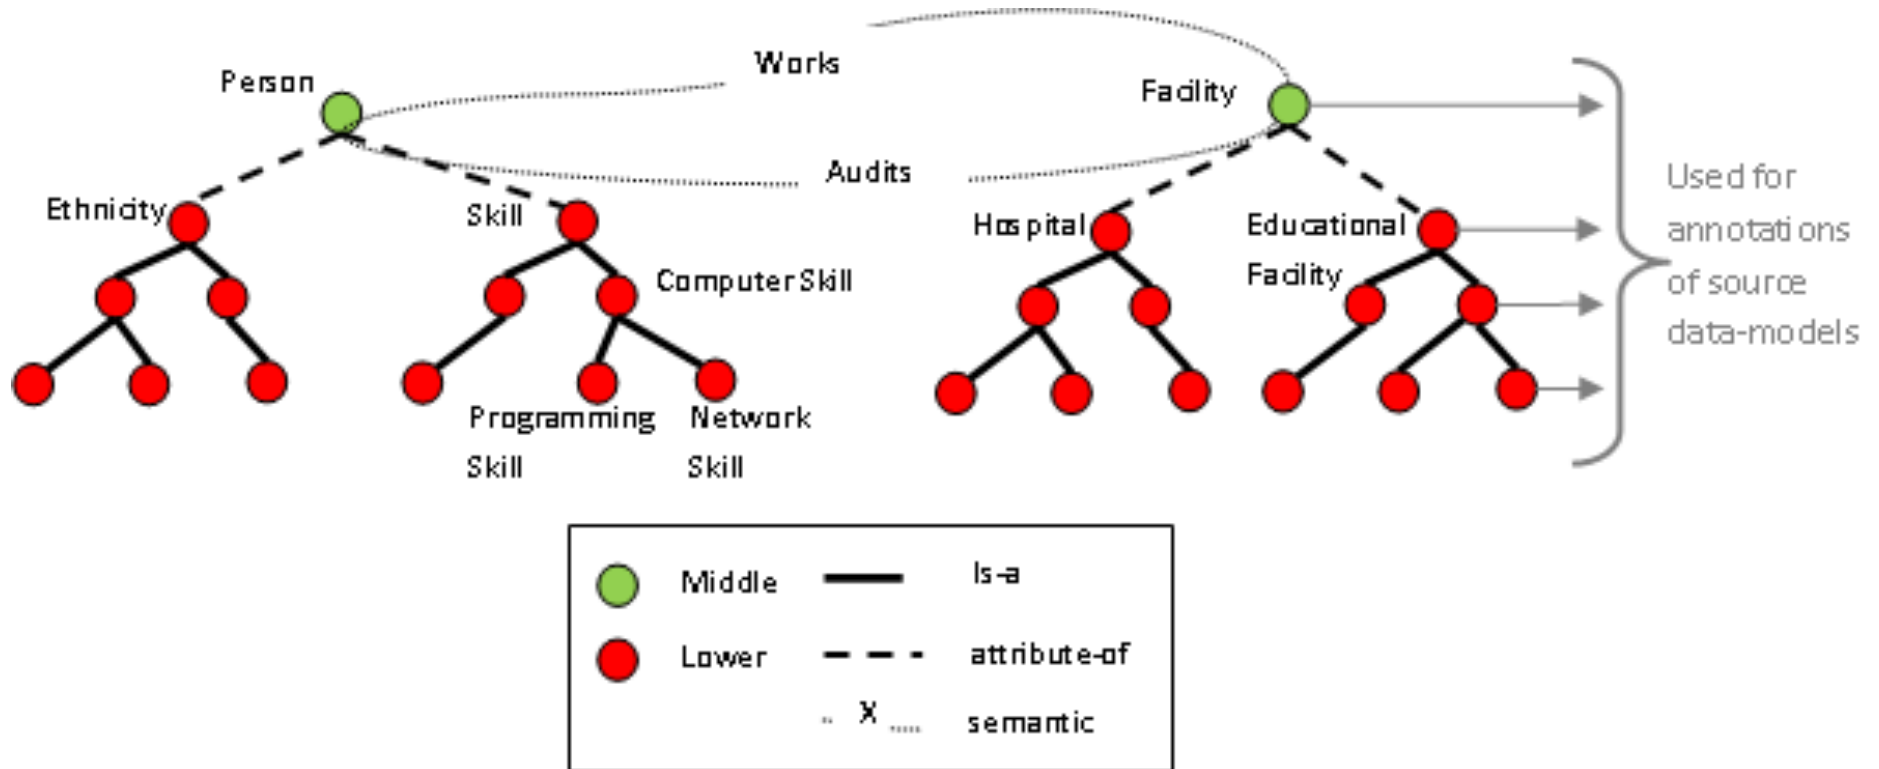 Works
Person
Facility
Audits
Used for
annotations
of source
data-models
Ethnicity
Skill
Hospital
Educational
Facility
Computer Skill
Programming
Skill
Network
Skill
Middle
Is-a
Lower
attribute-of
X
semantic